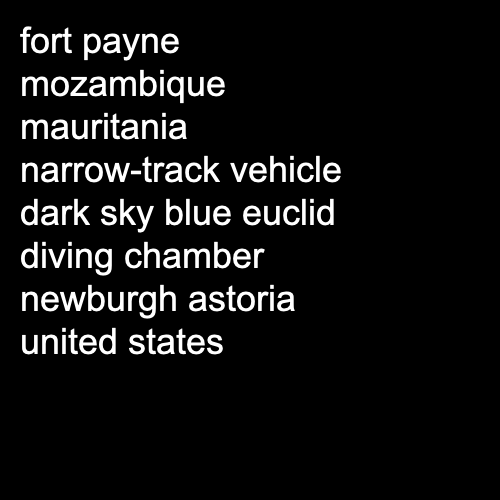 fort payne
mozambique
mauritania
narrow-track vehicle
dark sky blue euclid
diving chamber
newburgh astoria
united states